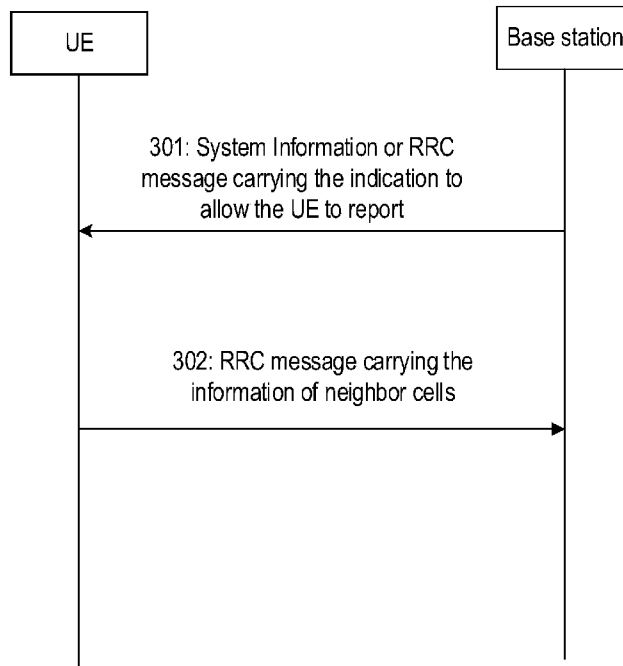 UE
Base station
301: System Information or RRC
message carrying the indication to
allow the UE to report
302: RRC message carrying the
information of neighbor cells